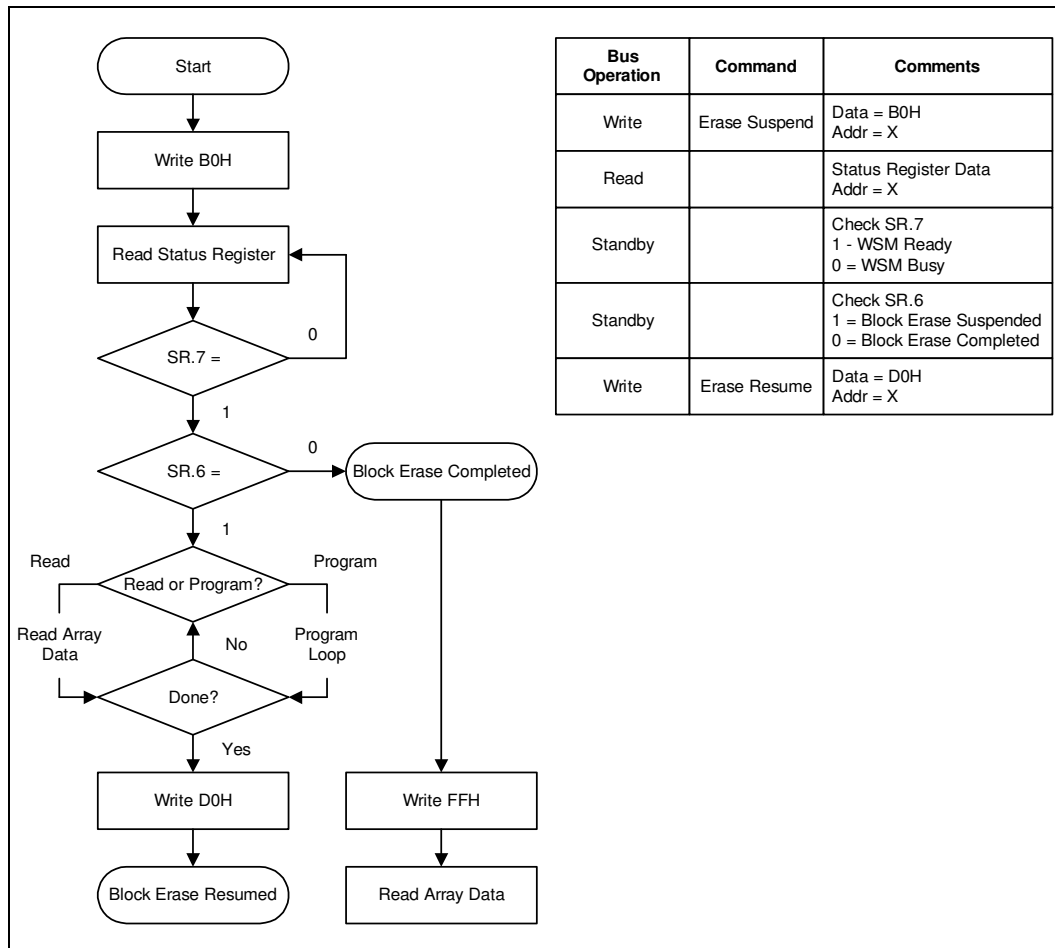 Start
Write B0H
Read Status Register
0
SR.7 =
1
0
SR.6 =
Block Erase Completed
1
Read
Program
Read or Program?
Read Array
Data
No
Program
Loop
Done?
Yes
Write D0H
Write FFH
Block Erase Resumed
Read Array Data
Bus
Operation
Command
Comments
Write
Erase Suspend
Data = B0H
Addr = X
Read
Status Register Data
Addr = X
Standby
Check SR.7
1 - WSM Ready
0 = WSM Busy
Standby
Check SR.6
1 = Block Erase Suspended
0 = Block Erase Completed
Write
Erase Resume
Data = D0H
Addr = X